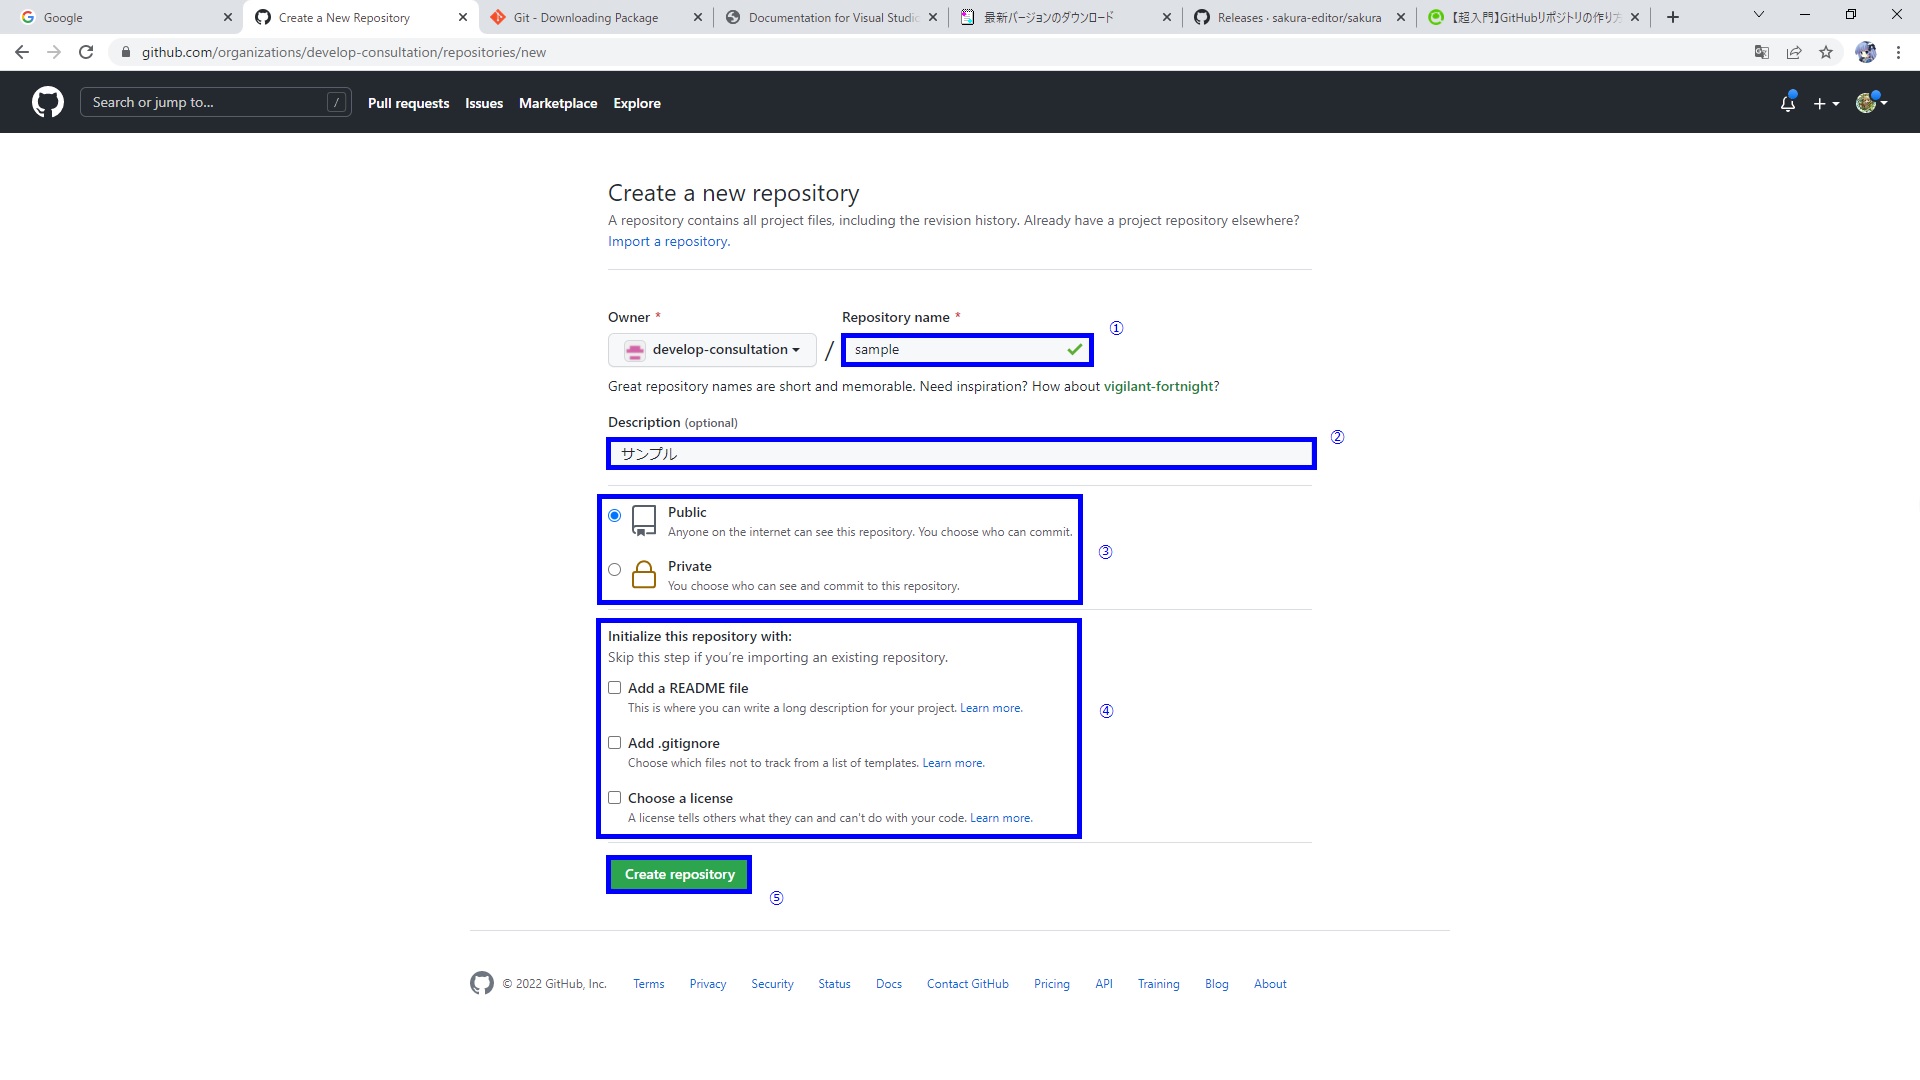 Google
Create a New Repository
Git - Downloading Package
Documentation for Visual Studio
最新バージョンのダウンロード
Releases · sakura-editor/sakura
【超入門】GitHubリポジトリの作り方
github.com/organizations/develop-consultation/repositories/new
Search or jump to... /
Pull requests Issues Marketplace Explore
Create a new repository
A repository contains all project files, including the revision history. Already have a project repository elsewhere?
Import a repository.
Owner * Repository name * ①
develop-consultation / sample
Great repository names are short and memorable. Need inspiration? How about vigilant-fortnight?
Description (optional) ②
サンプル
Public
Anyone on the internet can see this repository. You choose who can commit.
③
Private
You choose who can see and commit to this repository.
Initialize this repository with:
Skip this step if you’re importing an existing repository.
Add a README file
This is where you can write a long description for your project. Learn more.
④
Add .gitignore
Choose which files not to track from a list of templates. Learn more.
Choose a license
A license tells others what they can and can't do with your code. Learn more.
Create repository
⑤
© 2022 GitHub, Inc. Terms Privacy Security Status Docs Contact GitHub Pricing API Training Blog About